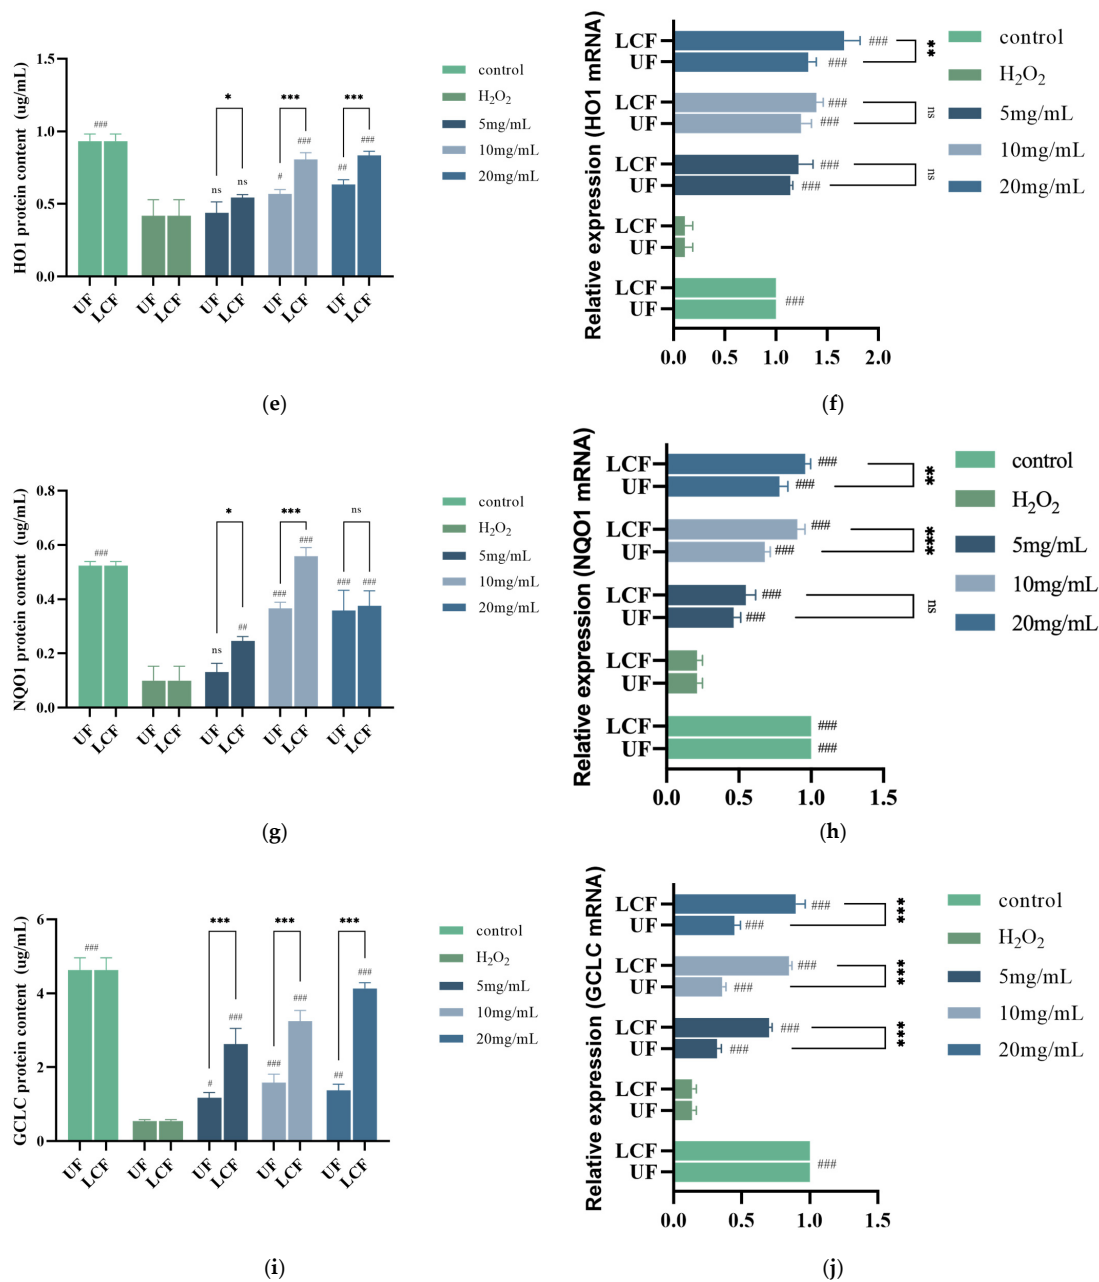 HO1 protein content (ug/mL)
1.5
1.0
0.5
0.0
###
ns
*
ns
#
***
###
##
***
###
UF
LCF
UF
LCF
UF
LCF
UF
LCF
UF
LCF
control
H₂O₂
5mg/mL
10mg/mL
20mg/mL
(e)
Relative expression (HO1 mRNA)
LCF
UF
LCF
UF
LCF
UF
LCF
UF
LCF
UF
###
###
**
###
###
ns
###
###
ns
###
0.0
0.5
1.0
1.5
2.0
control
H₂O₂
5mg/mL
10mg/mL
20mg/mL
(f)
NQO1 protein content (ug/mL)
0.8
0.6
0.4
0.2
0.0
###
ns
*
##
###
***
###
###
ns
###
UF
LCF
UF
LCF
UF
LCF
UF
LCF
UF
LCF
control
H₂O₂
5mg/mL
10mg/mL
20mg/mL
(g)
Relative expression (NQO1 mRNA)
LCF
UF
LCF
UF
LCF
UF
LCF
UF
LCF
UF
###
###
**
###
###
***
###
###
ns
###
###
0.0
0.5
1.0
1.5
control
H₂O₂
5mg/mL
10mg/mL
20mg/mL
(h)
GCLC protein content (ug/mL)
6
4
2
0
###
#
***
###
###
***
###
##
***
###
UF
LCF
UF
LCF
UF
LCF
UF
LCF
UF
LCF
control
H₂O₂
5mg/mL
10mg/mL
20mg/mL
(i)
Relative expression (GCLC mRNA)
LCF
UF
LCF
UF
LCF
UF
LCF
UF
LCF
UF
###
###
***
###
###
***
###
###
***
###
0.0
0.5
1.0
1.5
control
H₂O₂
5mg/mL
10mg/mL
20mg/mL
(j)